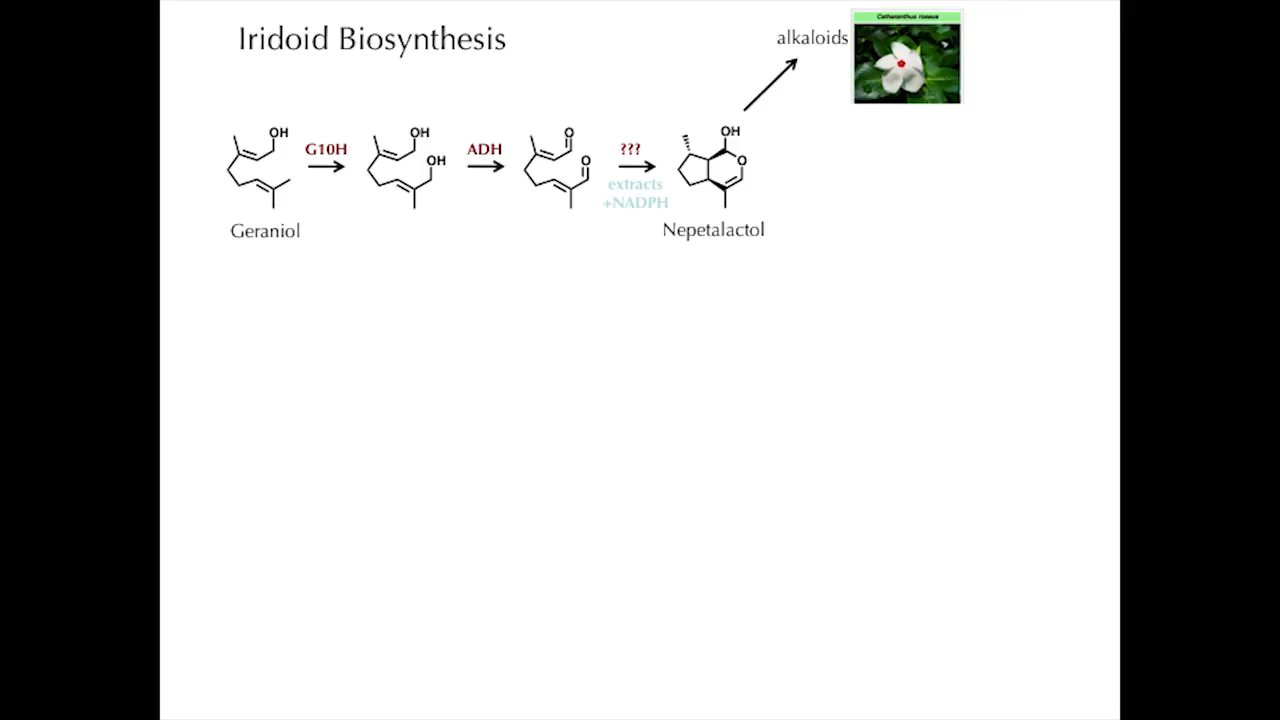 Iridoid Biosynthesis
alkaloids
Catharanthus roseus
OH
G10H
OH
OH
ADH
O
O
???
extracts
+NADPH
OH
O
Geraniol
Nepetalactol